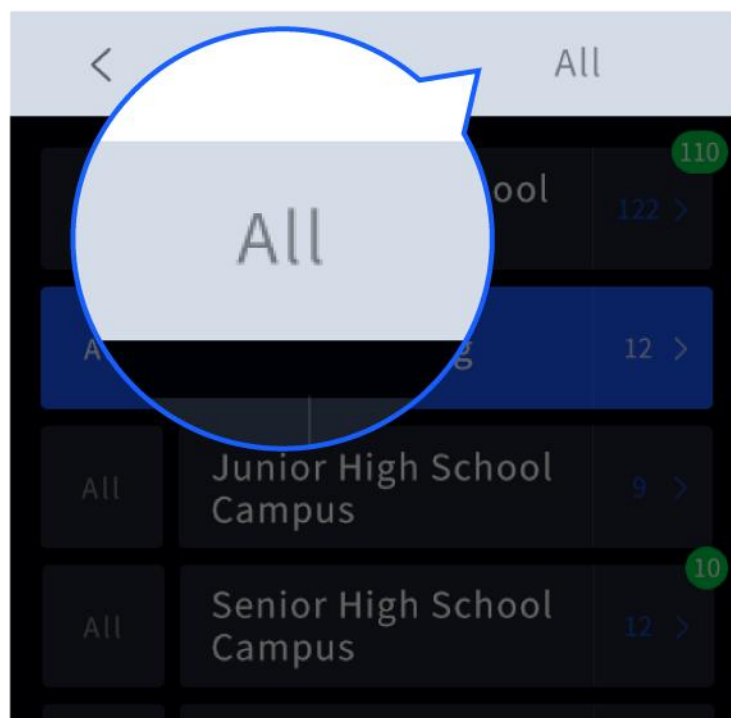 <
All
All
ool
122 >
110
A
g
12 >
All
Junior High School
Campus
9 >
10
All
Senior High School
Campus
12 >